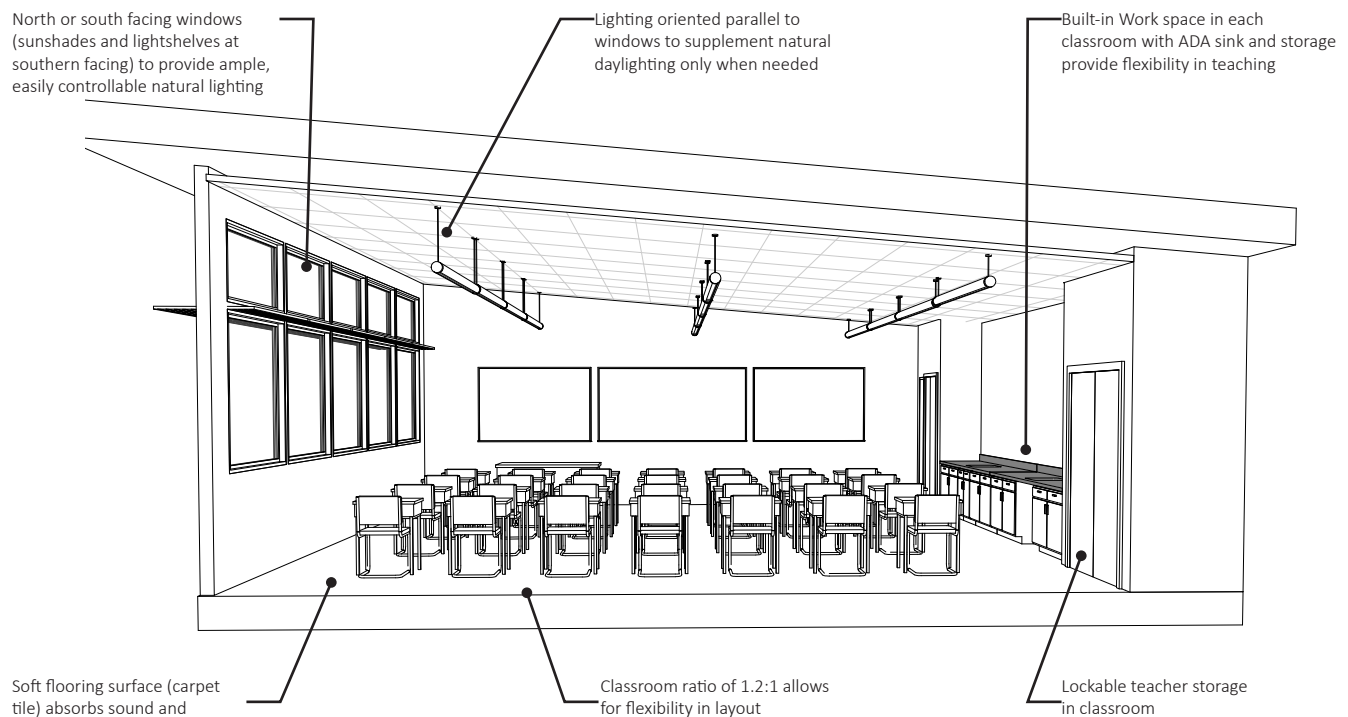 North or south facing windows
(sunshades and lightshelves at
southern facing) to provide ample,
easily controllable natural lighting
Lighting oriented parallel to
windows to supplement natural
daylighting only when needed
Built-in Work space in each
classroom with ADA sink and storage
provide flexibility in teaching
Soft flooring surface (carpet
tile) absorbs sound and
Classroom ratio of 1.2:1 allows
for flexibility in layout
Lockable teacher storage
in classroom